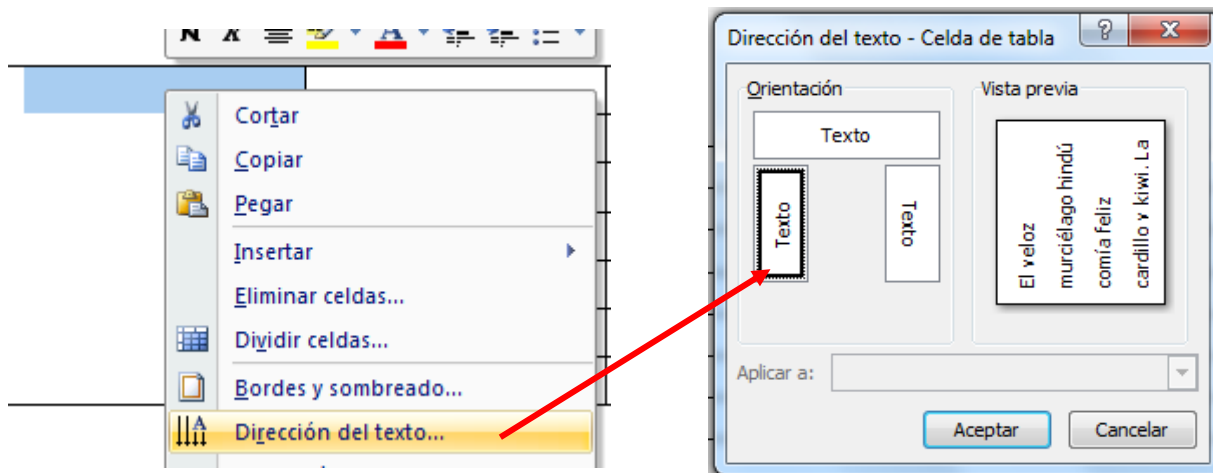 N K A
Cortar
Copiar
Pegar
Insertar
Eliminar celdas...
Dividir celdas...
Bordes y sombreado...
Dirección del texto...
Dirección del texto - Celda de tabla
Orientación
Texto
Texto
Texto
Vista previa
El veloz
murciélago hindú
comía feliz
cardillo y kiwi. La
Aplicar a:
Aceptar
Cancelar